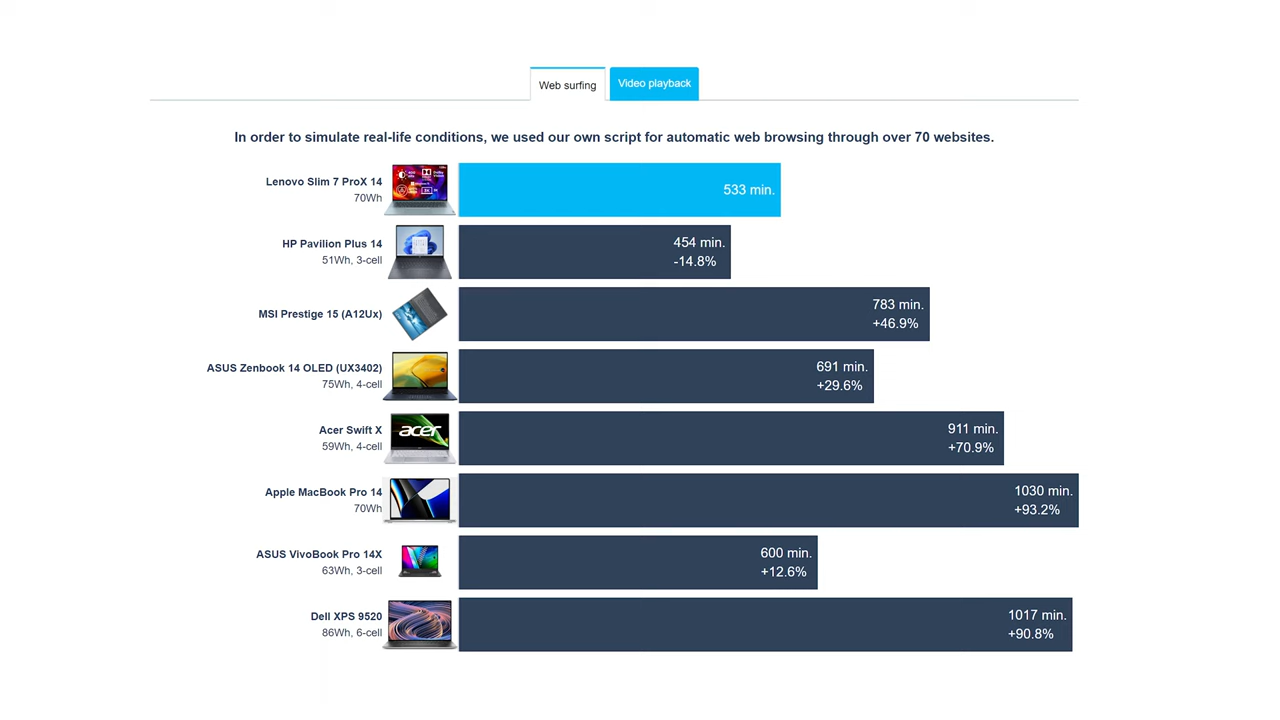 Web surfing
Video playback
In order to simulate real-life conditions, we used our own script for automatic web browsing through over 70 websites.
Lenovo Slim 7 ProX 14
70Wh
533 min.
HP Pavilion Plus 14
51Wh, 3-cell
454 min.
-14.8%
MSI Prestige 15 (A12Ux)
783 min.
+46.9%
ASUS Zenbook 14 OLED (UX3402)
75Wh, 4-cell
691 min.
+29.6%
Acer Swift X
59Wh, 4-cell
acer
911 min.
+70.9%
Apple MacBook Pro 14
70Wh
1030 min.
+93.2%
ASUS VivoBook Pro 14X
63Wh, 3-cell
600 min.
+12.6%
Dell XPS 9520
86Wh, 6-cell
1017 min.
+90.8%